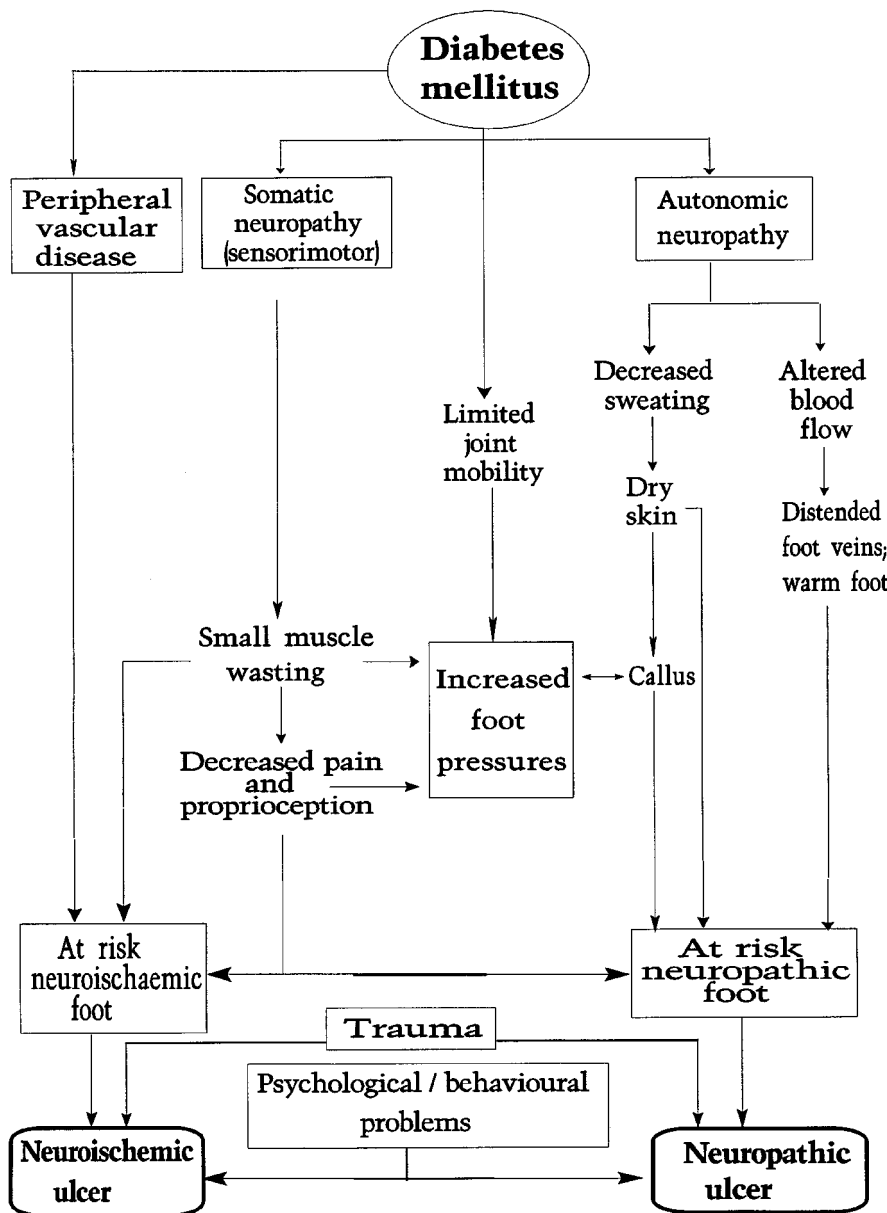 Diabetes
mellitus
Peripheral
vascular
disease
Somatic
neuropathy
(sensorimotor)
Autonomic
neuropathy
Decreased
sweating
Altered
blood
flow
Limited
joint
mobility
Dry
skin
Distended
foot veins;
warm foot
Small muscle
wasting
Increased
foot
pressures
Callus
Decreased pain
and
proprioception
At risk
neuroischaemic
foot
At risk
neuropathic
foot
Trauma
Psychological / behavioural
problems
Neuroischemic
ulcer
Neuropathic
ulcer